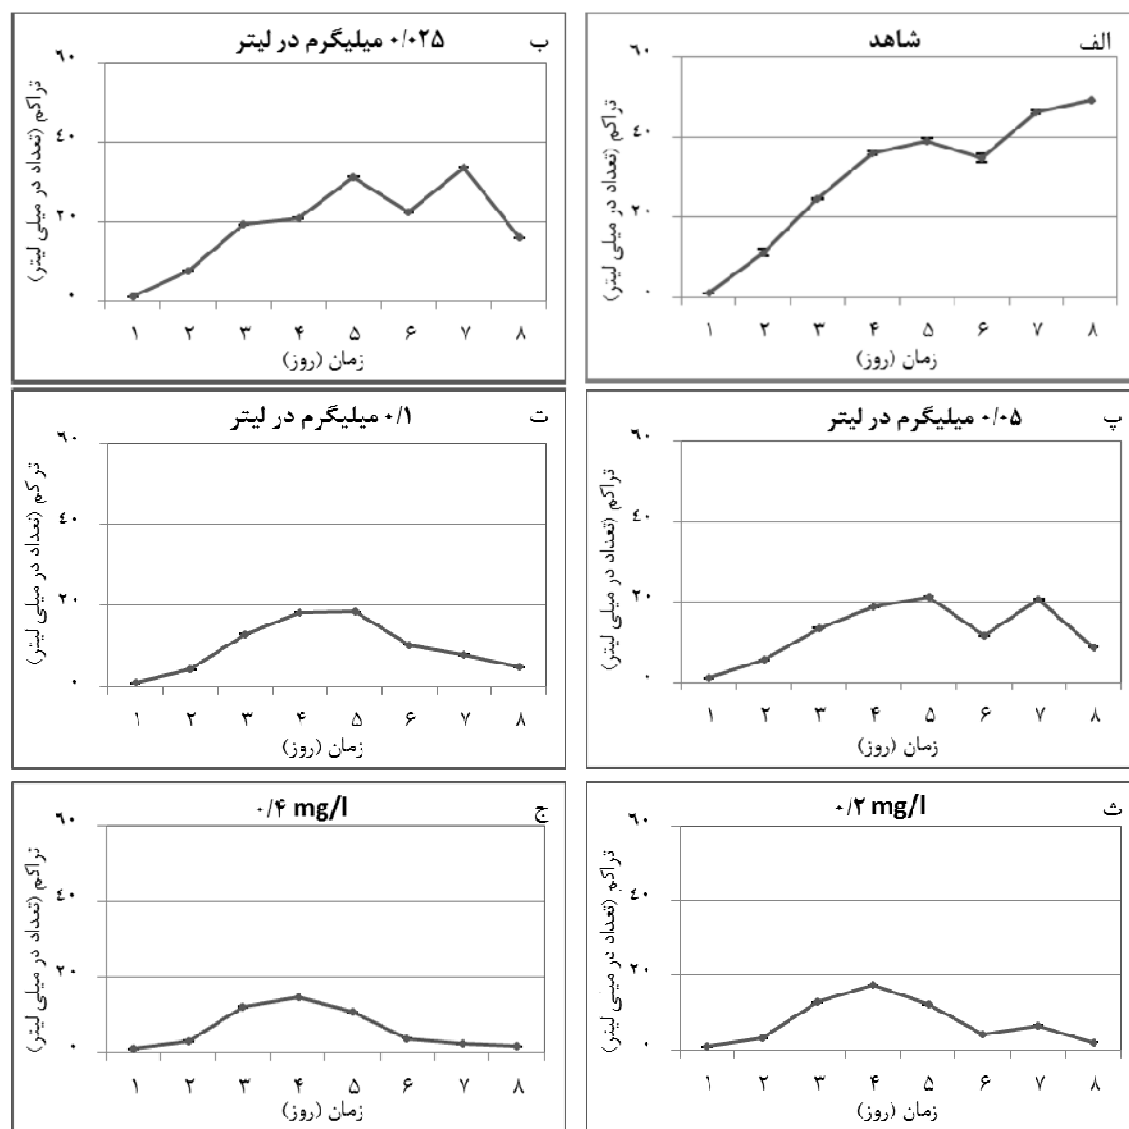 الف
شاهد
تراکم (تعداد در میلی لیتر)
۶۰
۴۰
۲۰
۰
۱ ۲ ۳ ۴ ۵ ۶ ۷ ۸
زمان (روز)
ب
۰/۰۲۵ میلیگرم در لیتر
تراکم (تعداد در میلی لیتر)
۶۰
۴۰
۲۰
۰
۱ ۲ ۳ ۴ ۵ ۶ ۷ ۸
زمان (روز)
پ
۰/۰۵ میلیگرم در لیتر
تراکم (تعداد در میلی لیتر)
۶۰
۴۰
۲۰
۰
۱ ۲ ۳ ۴ ۵ ۶ ۷ ۸
زمان (روز)
ت
۰/۱ میلیگرم در لیتر
تراکم (تعداد در میلی لیتر)
۶۰
۴۰
۲۰
۰
۱ ۲ ۳ ۴ ۵ ۶ ۷ ۸
زمان (روز)
ث
۰/۲ mg/l
تراکم (تعداد در میلی لیتر)
۶۰
۴۰
۲۰
۰
۱ ۲ ۳ ۴ ۵ ۶ ۷ ۸
زمان (روز)
ج
۰/۴ mg/l
تراکم (تعداد در میلی لیتر)
۶۰
۴۰
۲۰
۰
۱ ۲ ۳ ۴ ۵ ۶ ۷ ۸
زمان (روز)